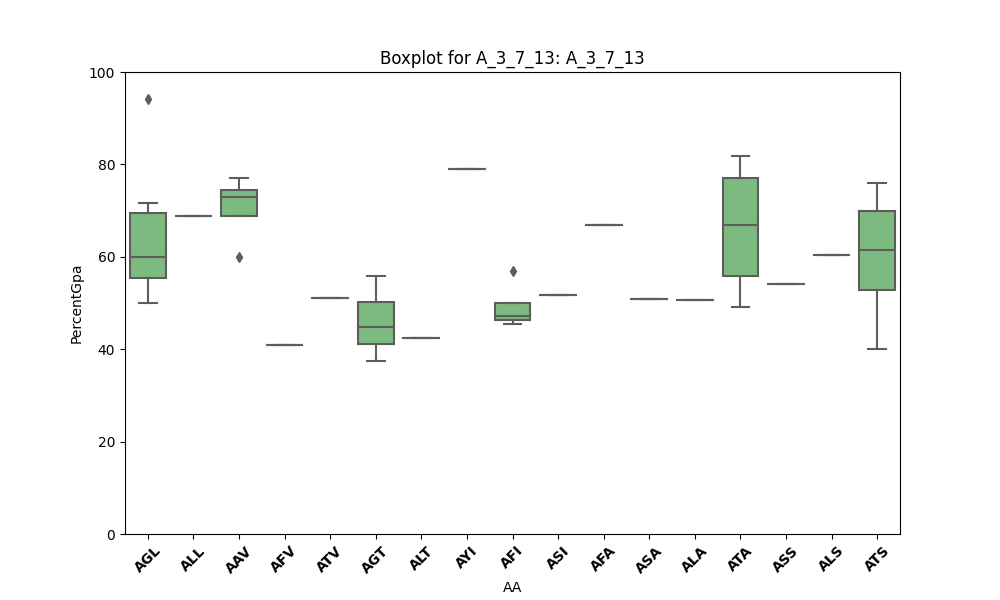 Boxplot for A_3_7_13: A_3_7_13
100
80
60
40
20
0
PercentGpa
AGL ALL AAV AFV ATV AGT ALT AYI AFI ASI AFA ASA ALA ATA ASS ALS ATS
AA